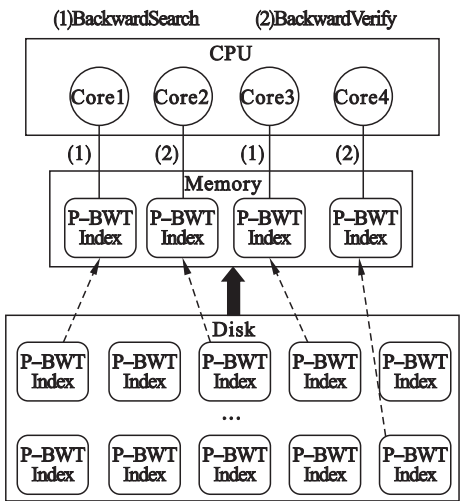 (1)BackwardSearch (2)BackwardVerify
CPU
Core1 Core2 Core3 Core4
(1) (2) (1) (2)
Memory
P–BWT P–BWT P–BWT P–BWT
Index Index Index Index
Disk
P–BWT P–BWT P–BWT P–BWT P–BWT
Index Index Index Index Index
...
P–BWT P–BWT P–BWT P–BWT P–BWT
Index Index Index Index Index